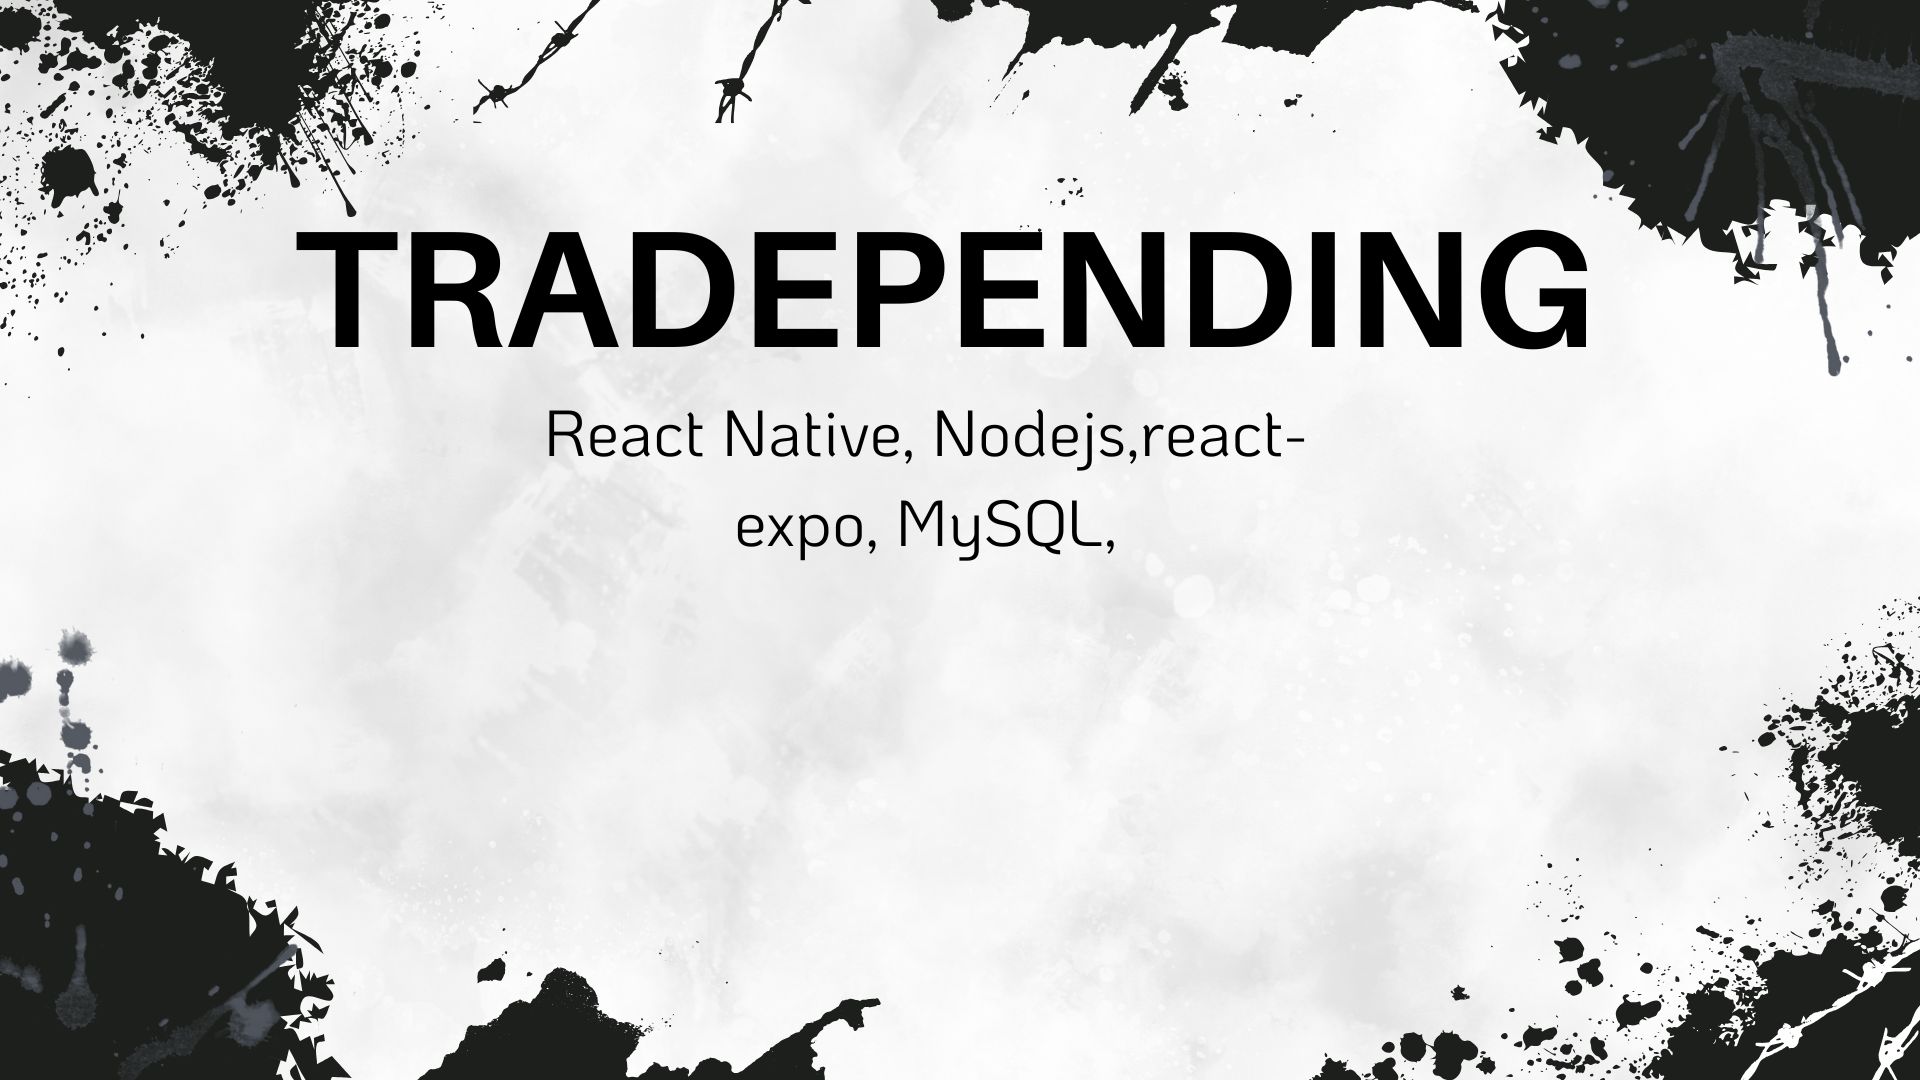 TRADEPENDING
React Native, Nodejs,react-
expo, MySQL,